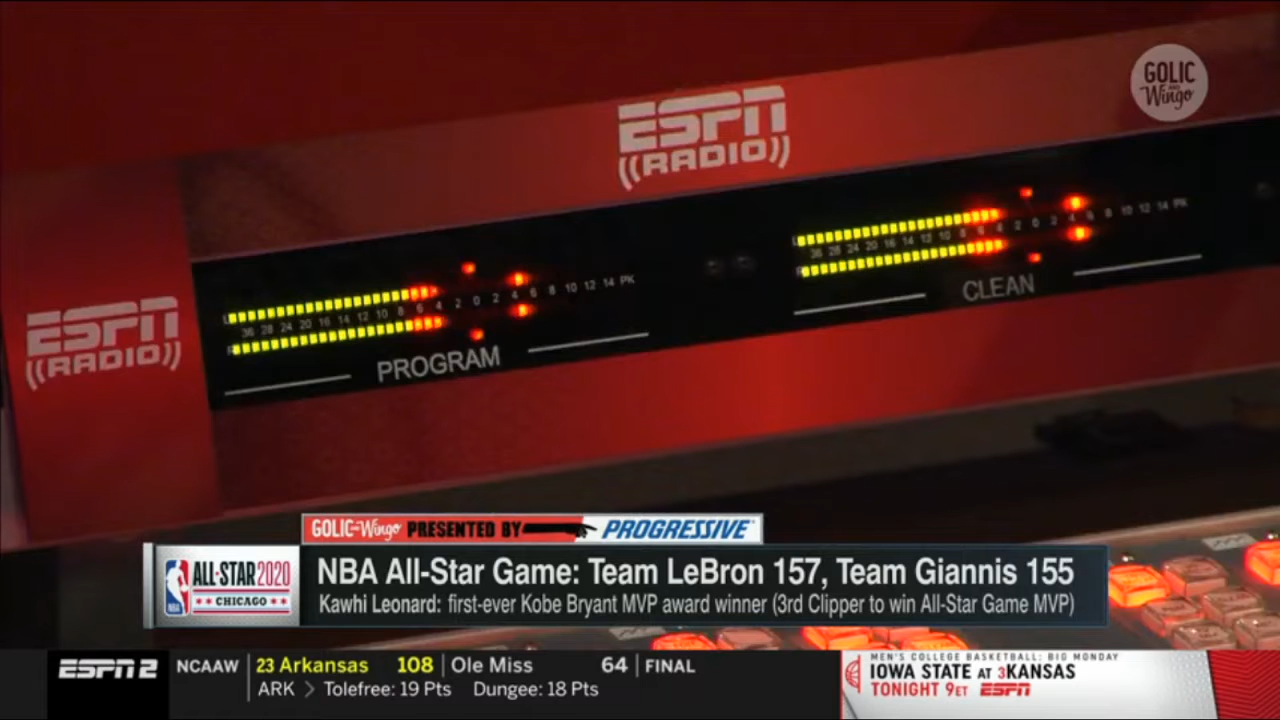 GOLIC
AND
Wingo
ESPN
((RADIO))
ESPN
((RADIO))
L
36 28 24 20 16 14 12 10 8 6 4 2 0 2 4 6 8 10 12 14 PK
R
PROGRAM
L
36 28 24 20 16 14 12 10 8 6 4 2 0 2 4 6 8 10 12 14 PK
CLEAN
GOLIC AND Wingo PRESENTED BY PROGRESSIVE
NBA
ALL-STAR 2020
CHICAGO
NBA All-Star Game: Team LeBron 157, Team Giannis 155
Kawhi Leonard: first-ever Kobe Bryant MVP award winner (3rd Clipper to win All-Star Game MVP)
ESPN2
NCAAW
23 Arkansas 108 Ole Miss 64 FINAL
ARK > Tolefree: 19 Pts Dungee: 18 Pts
MEN'S COLLEGE BASKETBALL: BIG MONDAY
IOWA STATE AT 3KANSAS
TONIGHT 9ET ESPN